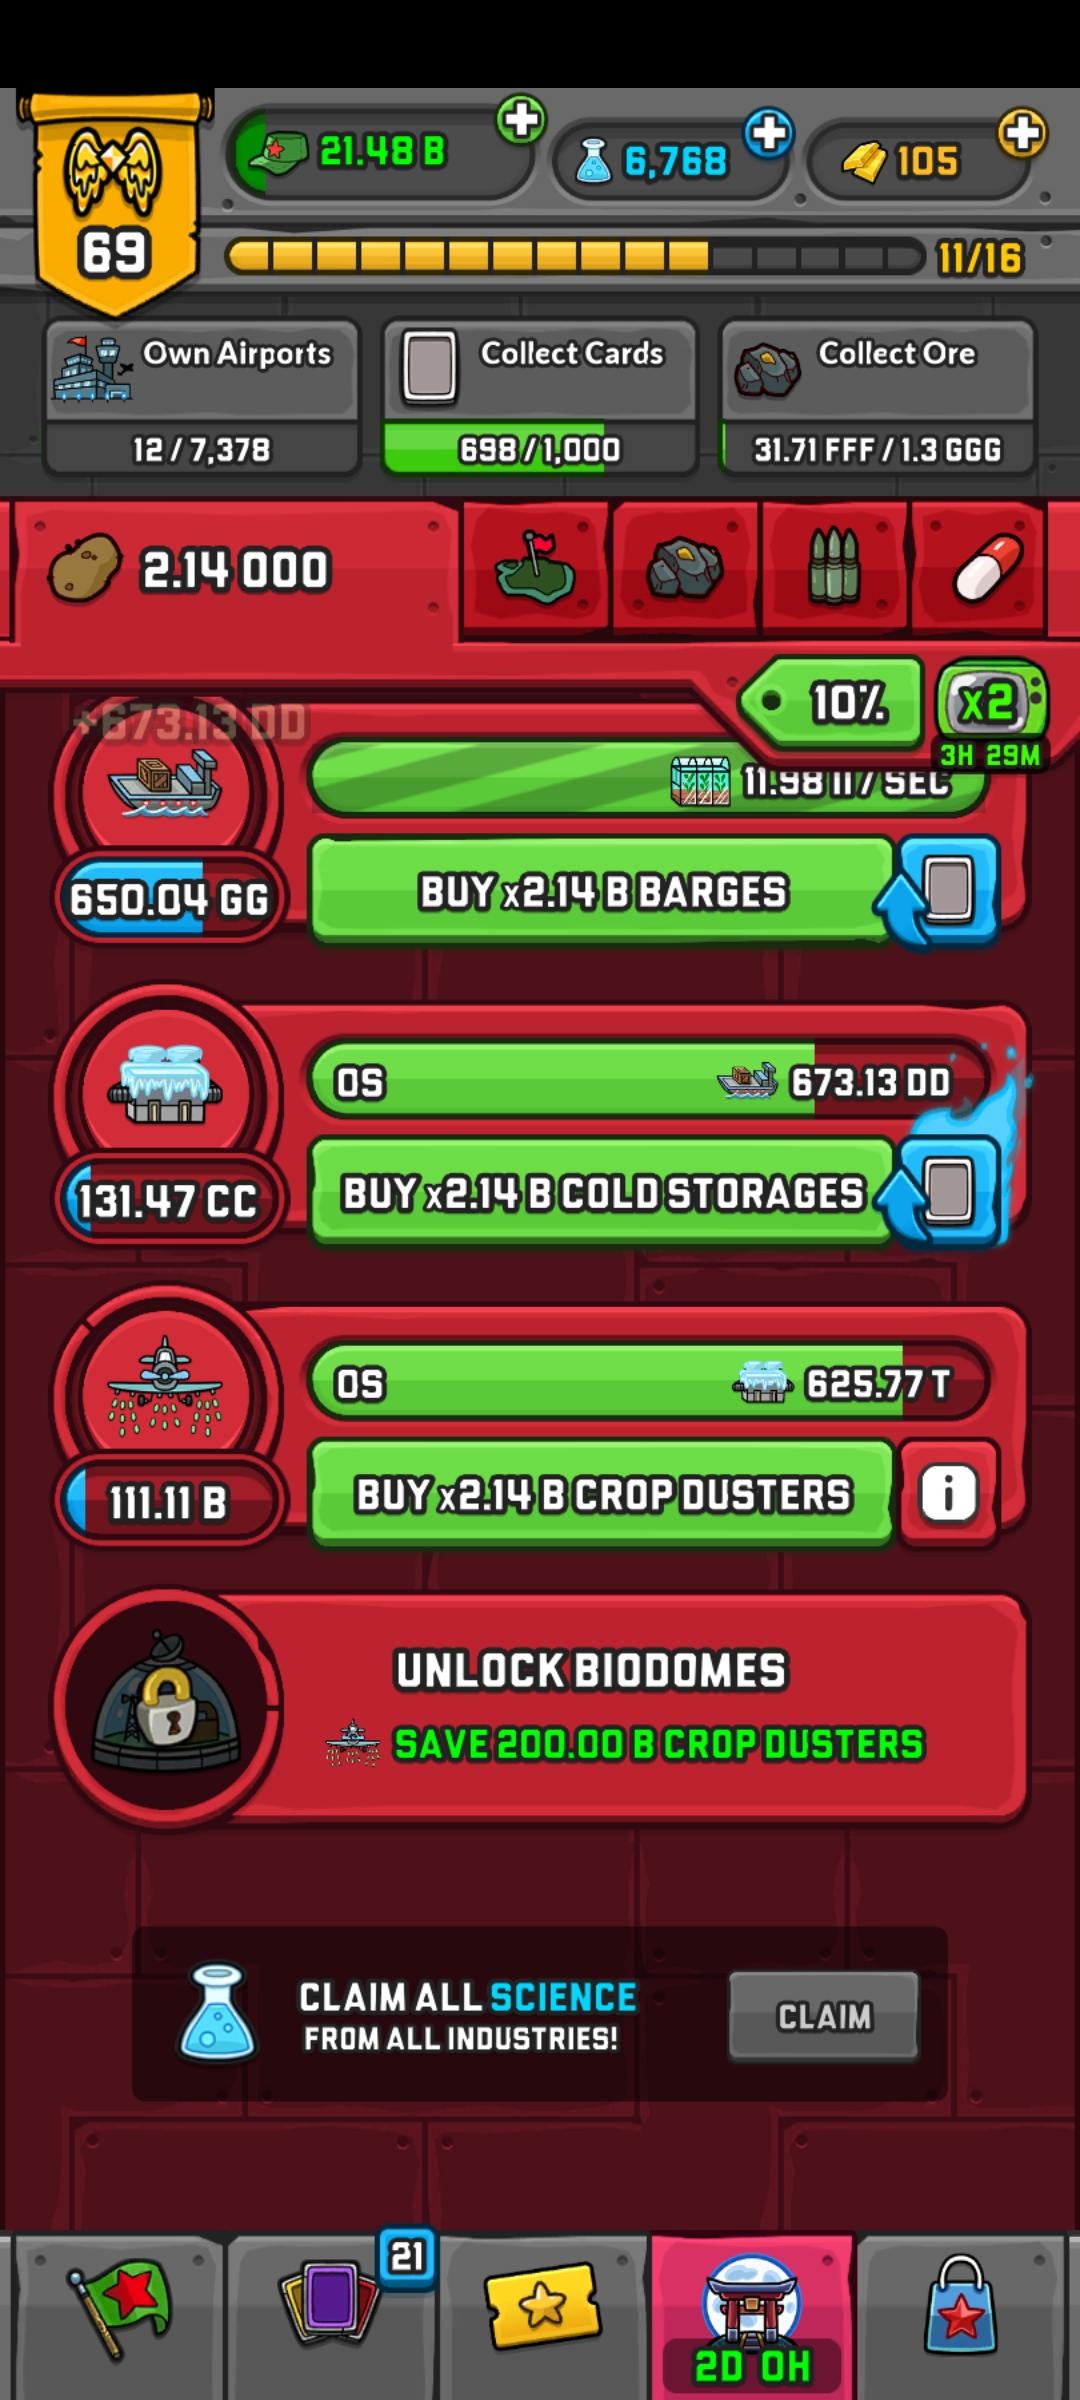 21.48 B
6,768
105
69
11/16
Own Airports
12 / 7,378
Collect Cards
698 / 1,000
Collect Ore
31.71 FFF / 1.3 GGG
2.14 OOO
10%
x2
3H 29M
+673.13 DD
11.98 II / SEC
650.04 GG
BUY x2.14 B BARGES
0S
673.13 DD
131.47 CC
BUY x2.14 B COLD STORAGES
0S
625.77 T
111.11 B
BUY x2.14 B CROP DUSTERS
i
UNLOCK BIODOMES
SAVE 200.00 B CROP DUSTERS
CLAIM ALL SCIENCE
FROM ALL INDUSTRIES!
CLAIM
21
2D 0H